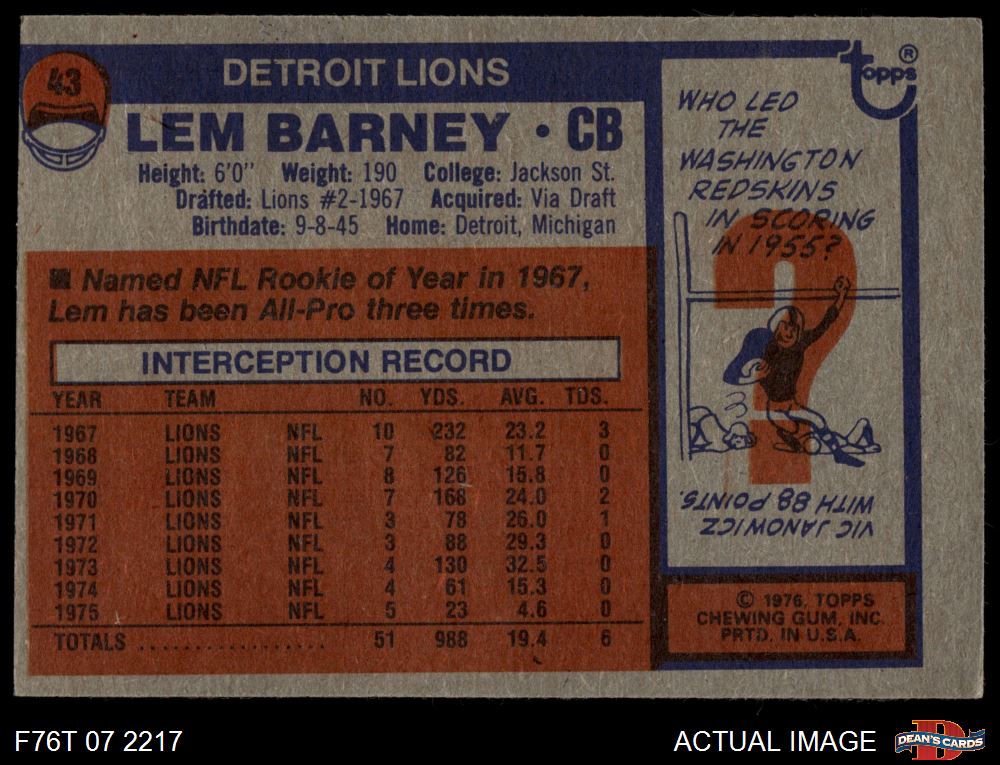 43
DETROIT LIONS
LEM BARNEY • CB
Height: 6'0" Weight: 190 College: Jackson St.
Drafted: Lions #2-1967 Acquired: Via Draft
Birthdate: 9-8-45 Home: Detroit, Michigan
■ Named NFL Rookie of Year in 1967,
Lem has been All-Pro three times.
INTERCEPTION RECORD
YEAR TEAM NO. YDS. AVG. TDS.
1967 LIONS NFL 10 232 23.2 3
1968 LIONS NFL 7 82 11.7 0
1969 LIONS NFL 8 126 15.8 0
1970 LIONS NFL 7 168 24.0 2
1971 LIONS NFL 3 78 26.0 1
1972 LIONS NFL 3 88 29.3 0
1973 LIONS NFL 4 130 32.5 0
1974 LIONS NFL 4 61 15.3 0
1975 LIONS NFL 5 23 4.6 0
TOTALS .................. 51 988 19.4 6
topps®
WHO LED
THE
WASHINGTON
REDSKINS
IN SCORING
IN 1955?
?
VIC JANOWICZ
WITH 88 POINTS.
© 1976, TOPPS
CHEWING GUM, INC.
PRTD. IN U.S.A.
F76T 07 2217
ACTUAL IMAGE
DEAN'S CARDS